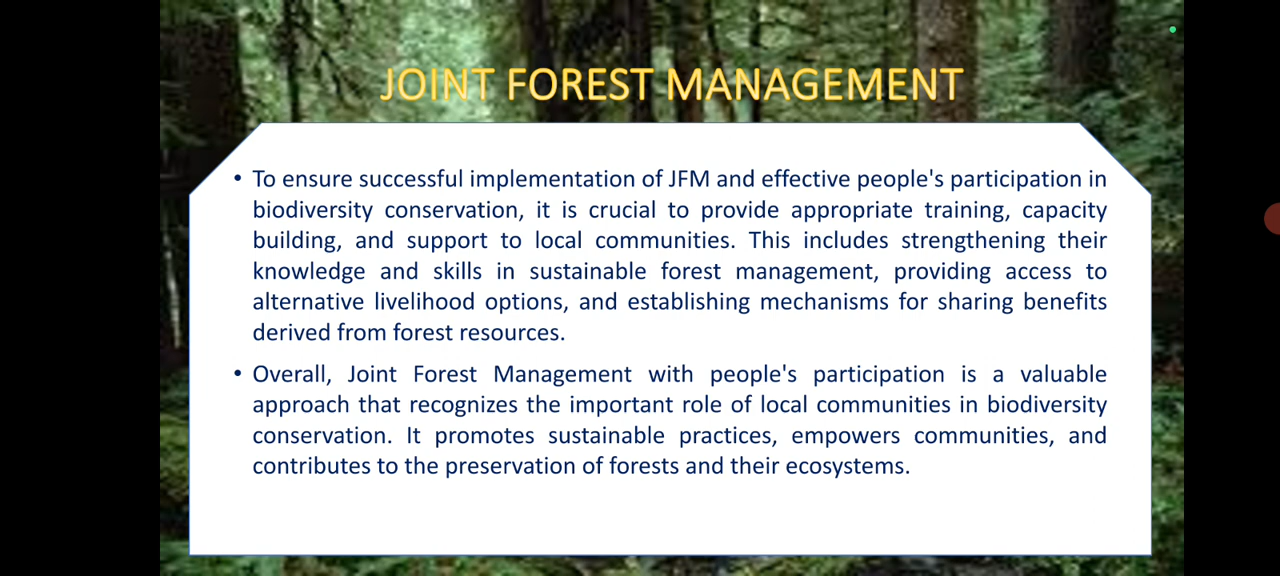 JOINT FOREST MANAGEMENT
• To ensure successful implementation of JFM and effective people's participation in
biodiversity conservation, it is crucial to provide appropriate training, capacity
building, and support to local communities. This includes strengthening their
knowledge and skills in sustainable forest management, providing access to
alternative livelihood options, and establishing mechanisms for sharing benefits
derived from forest resources.
• Overall, Joint Forest Management with people's participation is a valuable
approach that recognizes the important role of local communities in biodiversity
conservation. It promotes sustainable practices, empowers communities, and
contributes to the preservation of forests and their ecosystems.